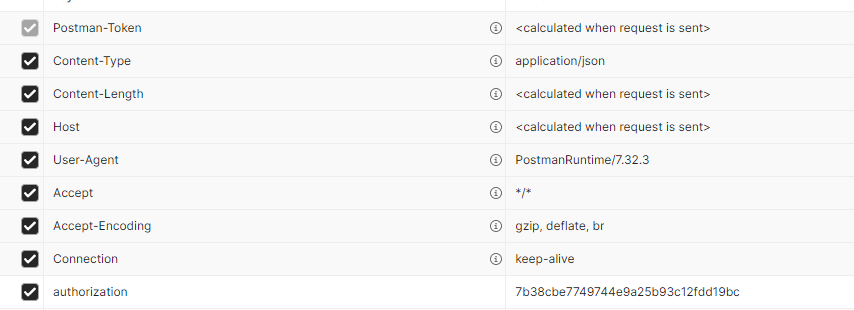 Postman-Token <calculated when request is sent>
Content-Type application/json
Content-Length <calculated when request is sent>
Host <calculated when request is sent>
User-Agent PostmanRuntime/7.32.3
Accept */*
Accept-Encoding gzip, deflate, br
Connection keep-alive
authorization 7b38cbe7749744e9a25b93c12fdd19bc